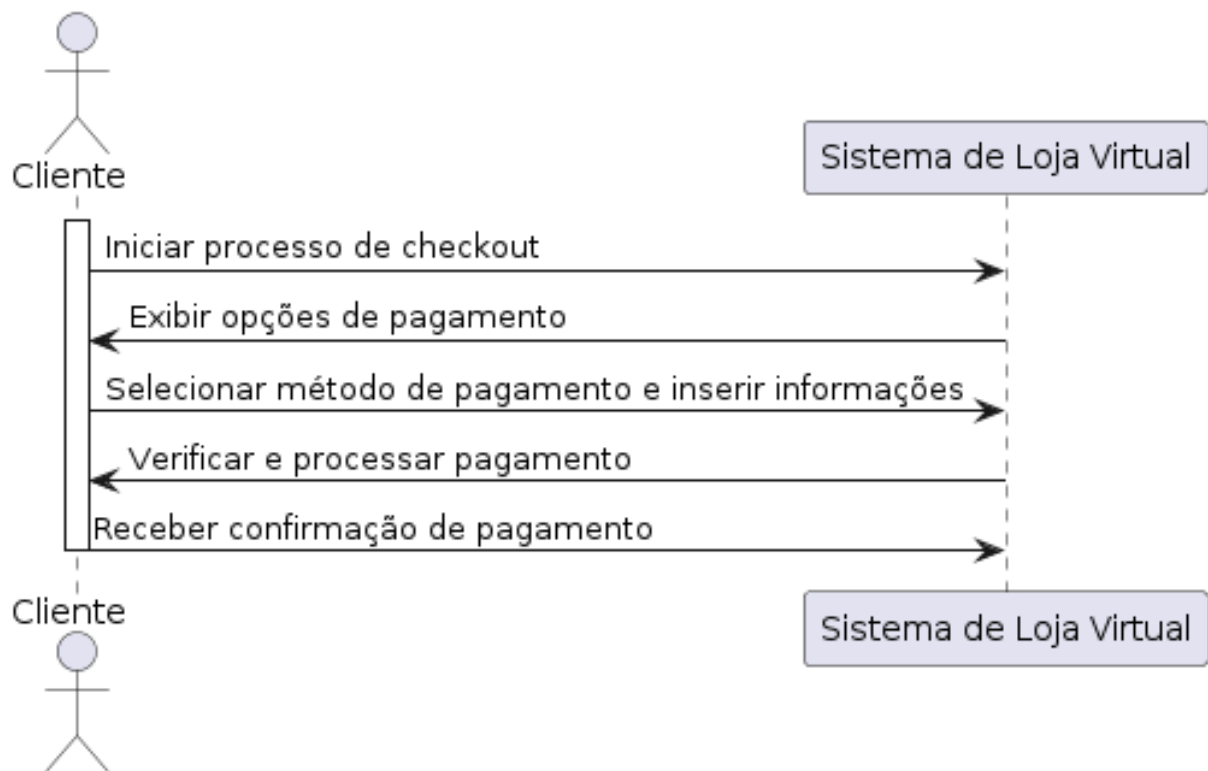 Cliente
Sistema de Loja Virtual
Iniciar processo de checkout
Exibir opções de pagamento
Selecionar método de pagamento e inserir informações
Verificar e processar pagamento
Receber confirmação de pagamento
Cliente
Sistema de Loja Virtual